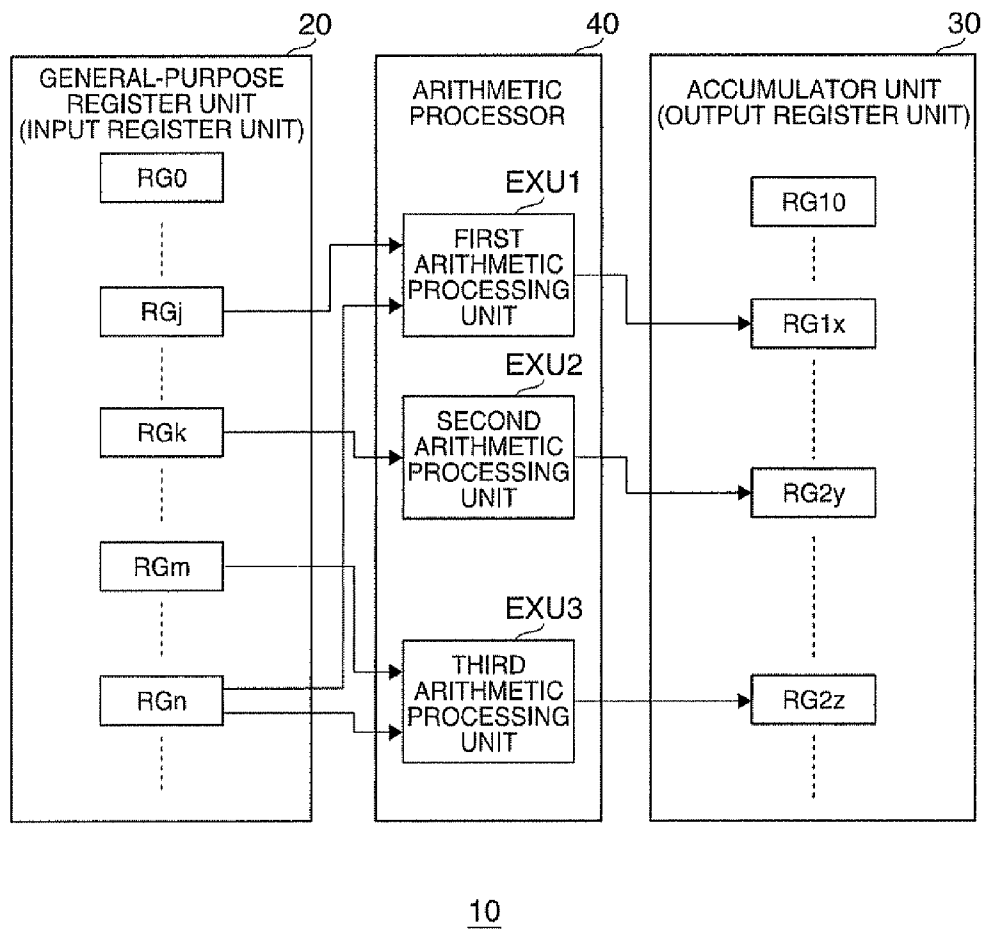 20
GENERAL-PURPOSE
REGISTER UNIT
(INPUT REGISTER UNIT)
RG0
RGj
RGk
RGm
RGn
40
ARITHMETIC
PROCESSOR
EXU1
FIRST
ARITHMETIC
PROCESSING
UNIT
EXU2
SECOND
ARITHMETIC
PROCESSING
UNIT
EXU3
THIRD
ARITHMETIC
PROCESSING
UNIT
30
ACCUMULATOR UNIT
(OUTPUT REGISTER UNIT)
RG10
RG1x
RG2y
RG2z
10